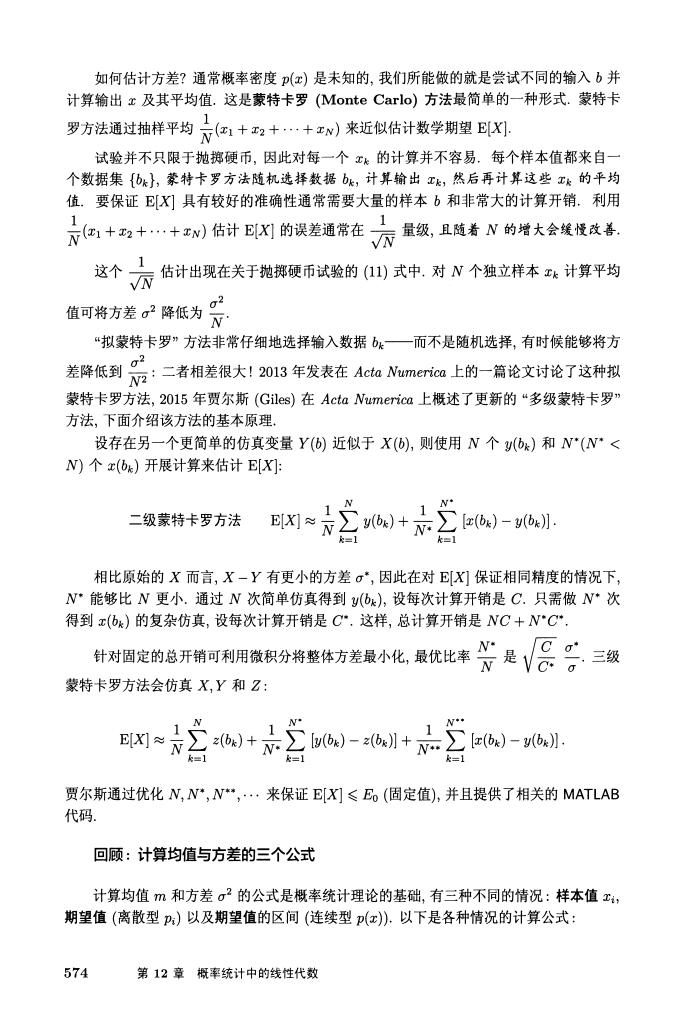 如何估计方差? 通常概率密度 p(x) 是未知的, 我们所能做的就是尝试不同的输入 b 并
计算输出 x 及其平均值. 这是蒙特卡罗 (Monte Carlo) 方法最简单的一种形式. 蒙特卡
罗方法通过抽样平均 $\frac{1}{N}(x_1 + x_2 + \cdots + x_N)$ 来近似估计数学期望 E[X].
试验并不只限于抛掷硬币, 因此对每一个 $x_k$ 的计算并不容易. 每个样本值都来自一
个数据集 {$b_k$}, 蒙特卡罗方法随机选择数据 $b_k$, 计算输出 $x_k$, 然后再计算这些 $x_k$ 的平均
值. 要保证 E[X] 具有较好的准确性通常需要大量的样本 b 和非常大的计算开销. 利用
$\frac{1}{N}(x_1 + x_2 + \cdots + x_N)$ 估计 E[X] 的误差通常在 $\frac{1}{\sqrt{N}}$ 量级, 且随着 N 的增大会缓慢改善.
这个 $\frac{1}{\sqrt{N}}$ 估计出现在关于抛掷硬币试验的 (11) 式中. 对 N 个独立样本 $x_k$ 计算平均
值可将方差 $\sigma^2$ 降低为 $\frac{\sigma^2}{N}$.
“拟蒙特卡罗” 方法非常仔细地选择输入数据 $b_k$——而不是随机选择, 有时候能够将方
差降低到 $\frac{\sigma^2}{N^2}$: 二者相差很大! 2013 年发表在 Acta Numerica 上的一篇论文讨论了这种拟
蒙特卡罗方法, 2015 年贾尔斯 (Giles) 在 Acta Numerica 上概述了更新的 “多级蒙特卡罗”
方法, 下面介绍该方法的基本原理.
设存在另一个更简单的仿真变量 Y(b) 近似于 X(b), 则使用 N 个 $y(b_k)$ 和 $N^*(N^* <$
N) 个 $x(b_k)$ 开展计算来估计 E[X]:
二级蒙特卡罗方法 $E[X] \approx \frac{1}{N}\sum_{k=1}^{N} y(b_k) + \frac{1}{N^*}\sum_{k=1}^{N^*} [x(b_k) - y(b_k)]$.
相比原始的 X 而言, X − Y 有更小的方差 $\sigma^*$, 因此在对 E[X] 保证相同精度的情况下,
$N^*$ 能够比 N 更小. 通过 N 次简单仿真得到 $y(b_k)$, 设每次计算开销是 C. 只需做 $N^*$ 次
得到 $x(b_k)$ 的复杂仿真, 设每次计算开销是 $C^*$. 这样, 总计算开销是 $NC + N^*C^*$.
针对固定的总开销可利用微积分将整体方差最小化, 最优比率 $\frac{N^*}{N}$ 是 $\sqrt{\frac{C}{C^*}}\frac{\sigma^*}{\sigma}$. 三级
蒙特卡罗方法会仿真 X, Y 和 Z:
$E[X] \approx \frac{1}{N}\sum_{k=1}^{N} z(b_k) + \frac{1}{N^*}\sum_{k=1}^{N^*} [y(b_k) - z(b_k)] + \frac{1}{N^{**}}\sum_{k=1}^{N^{**}} [x(b_k) - y(b_k)]$.
贾尔斯通过优化 $N, N^*, N^{**}, \cdots$ 来保证 $E[X] \leqslant E_0$ (固定值), 并且提供了相关的 MATLAB
代码.
回顾: 计算均值与方差的三个公式
计算均值 m 和方差 $\sigma^2$ 的公式是概率统计理论的基础, 有三种不同的情况: 样本值 $x_i$,
期望值 (离散型 $p_i$) 以及期望值的区间 (连续型 p(x)). 以下是各种情况的计算公式:
574 第 12 章 概率统计中的线性代数